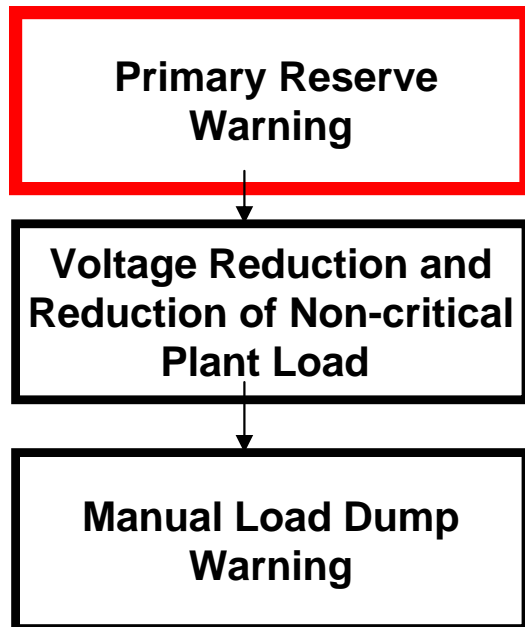 Primary Reserve
Warning
Voltage Reduction and
Reduction of Non-critical
Plant Load
Manual Load Dump
Warning